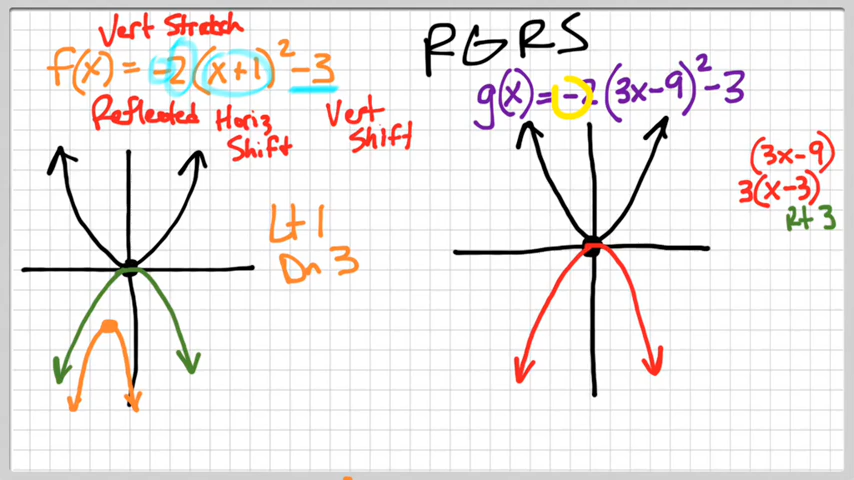 Vert Stretch
f(x) = -2(x+1)² -3
Reflected Horiz Shift
Vert Shift
Lt 1
Dn 3
RGRS
g(x) = -2(3x-9)² -3
(3x-9)
3(x-3)
Rt 3